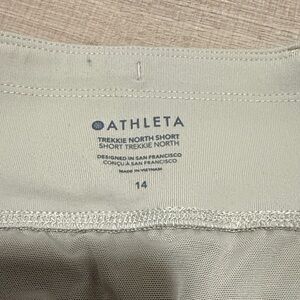 ATHLETA
TREKKIE NORTH SHORT
SHORT TREKKIE NORTH
DESIGNED IN SAN FRANCISCO
CONÇU À SAN FRANCISCO
MADE IN VIETNAM
14